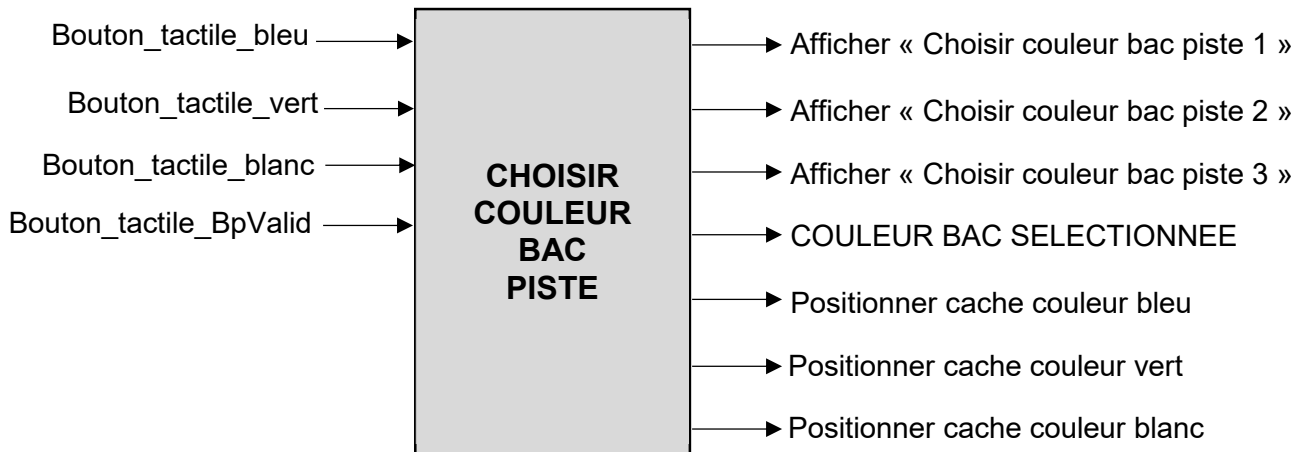 Bouton_tactile_bleu
Bouton_tactile_vert
Bouton_tactile_blanc
Bouton_tactile_BpValid
CHOISIR
COULEUR
BAC
PISTE
Afficher « Choisir couleur bac piste 1 »
Afficher « Choisir couleur bac piste 2 »
Afficher « Choisir couleur bac piste 3 »
COULEUR BAC SELECTIONNEE
Positionner cache couleur bleu
Positionner cache couleur vert
Positionner cache couleur blanc